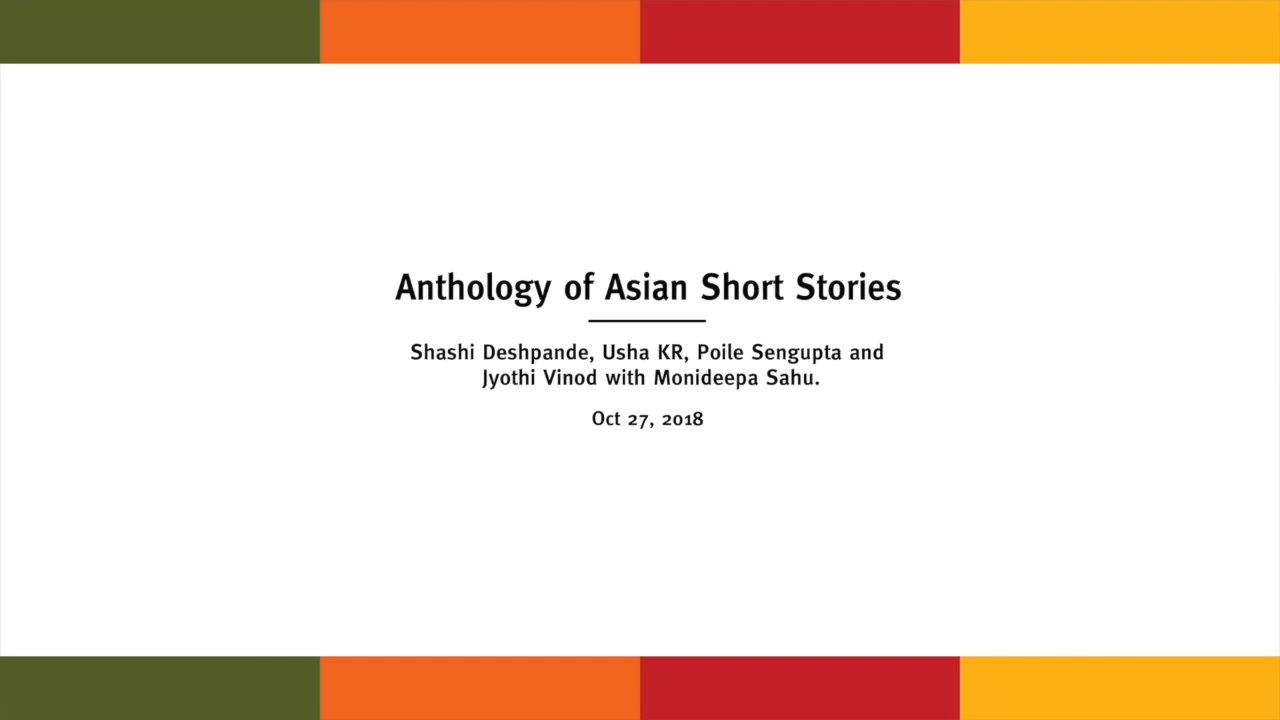 Anthology of Asian Short Stories
Shashi Deshpande, Usha KR, Poile Sengupta and
Jyothi Vinod with Monideepa Sahu.
Oct 27, 2018